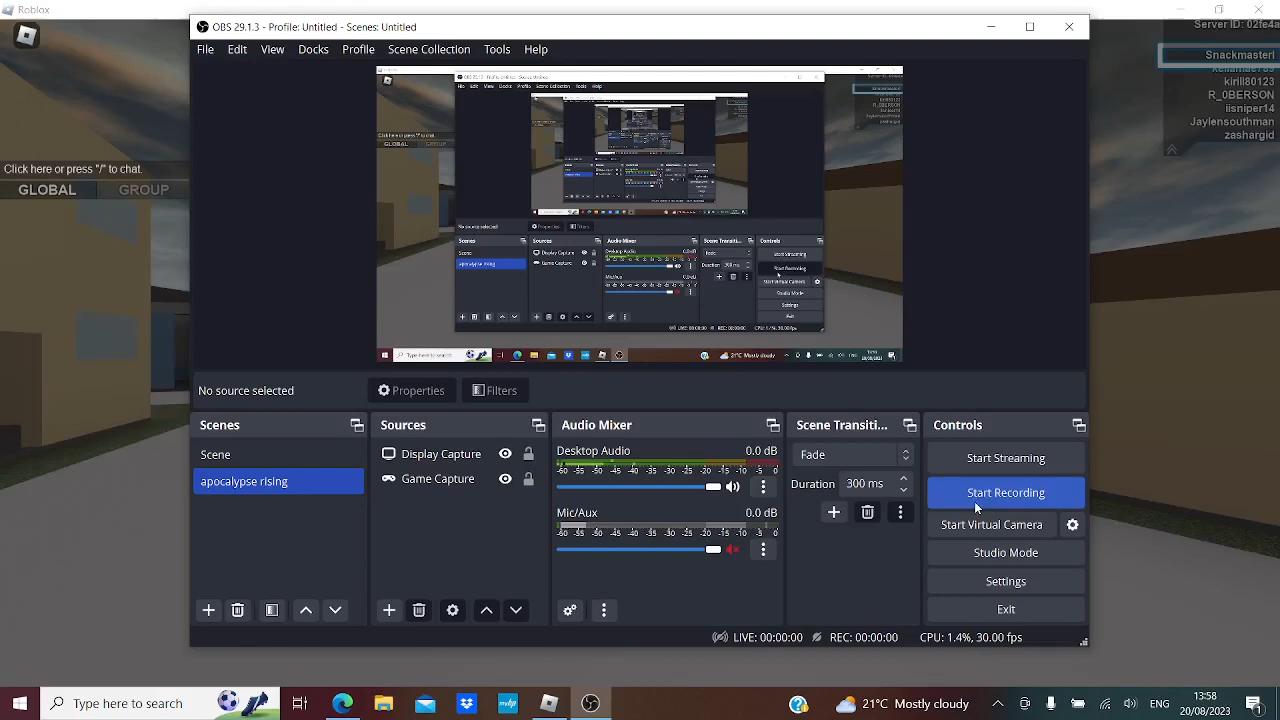 Roblox
OBS 29.1.3 - Profile: Untitled - Scenes: Untitled
Server ID: 02fe4a
File Edit View Docks Profile Scene Collection Tools Help
Snackmasterl
kirill80123
R_0BERSON
iisniper14
Jaylensouthman
zashargid
Click here or press "/" to chat.
GLOBAL GROUP
No source selected
Scenes
Scene
apocalypse rising
Sources
Display Capture
Game Capture
Audio Mixer
Desktop Audio 0.0 dB
-60 -55 -50 -45 -40 -35 -30 -25 -20 -15 -10 -5 0
Mic/Aux 0.0 dB
-60 -55 -50 -45 -40 -35 -30 -25 -20 -15 -10 -5 0
Scene Transiti...
Fade
Duration 300 ms
Controls
Start Streaming
Start Recording
Start Virtual Camera
Studio Mode
Settings
Exit
Properties Filters
LIVE: 00:00:00 REC: 00:00:00 CPU: 1.4%, 30.00 fps
Type here to search
mvhp
21°C Mostly cloudy
ENG
13:58
20/08/2023